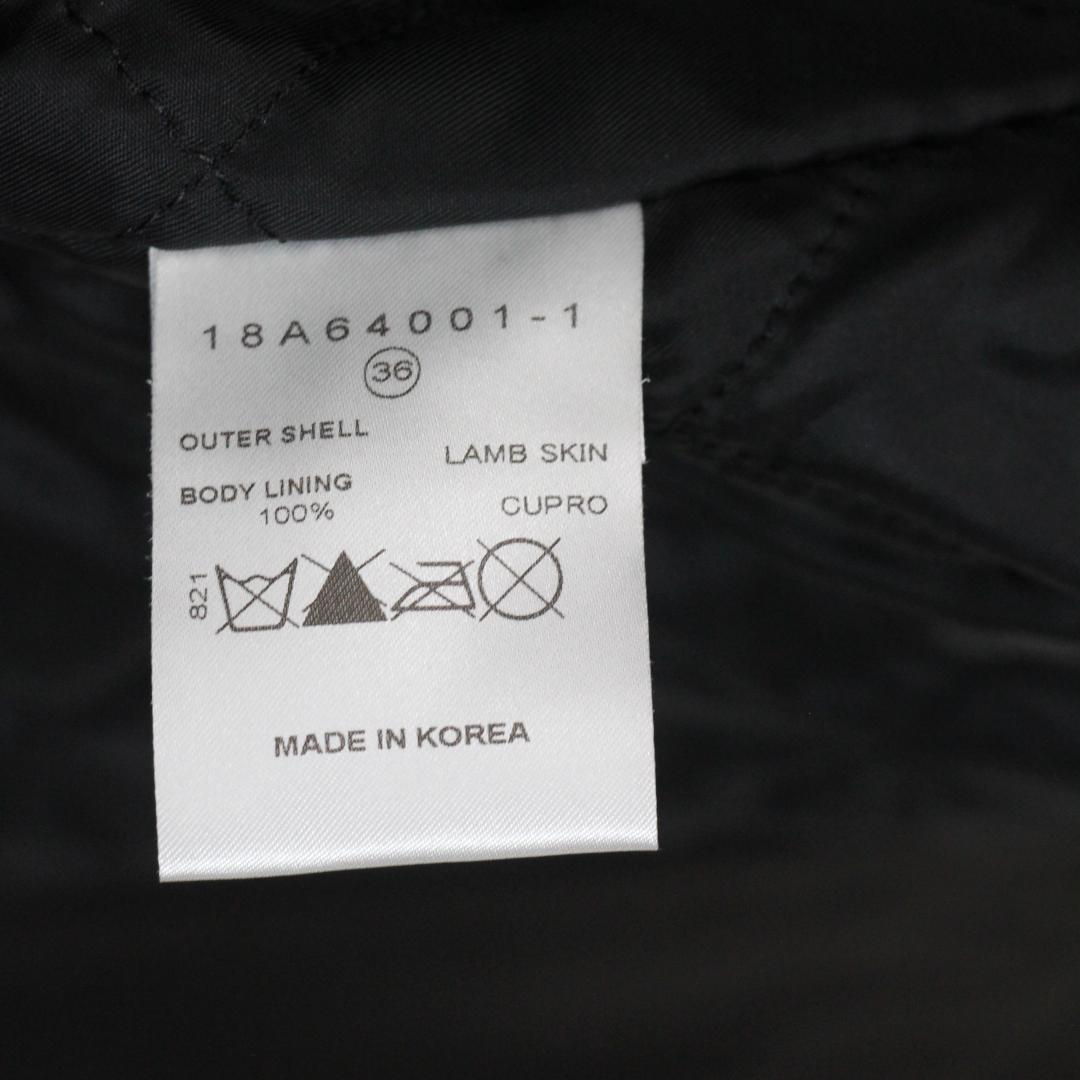 18A64001-1
36
OUTER SHELL
LAMB SKIN
BODY LINING
100%
CUPRO
821
MADE IN KOREA